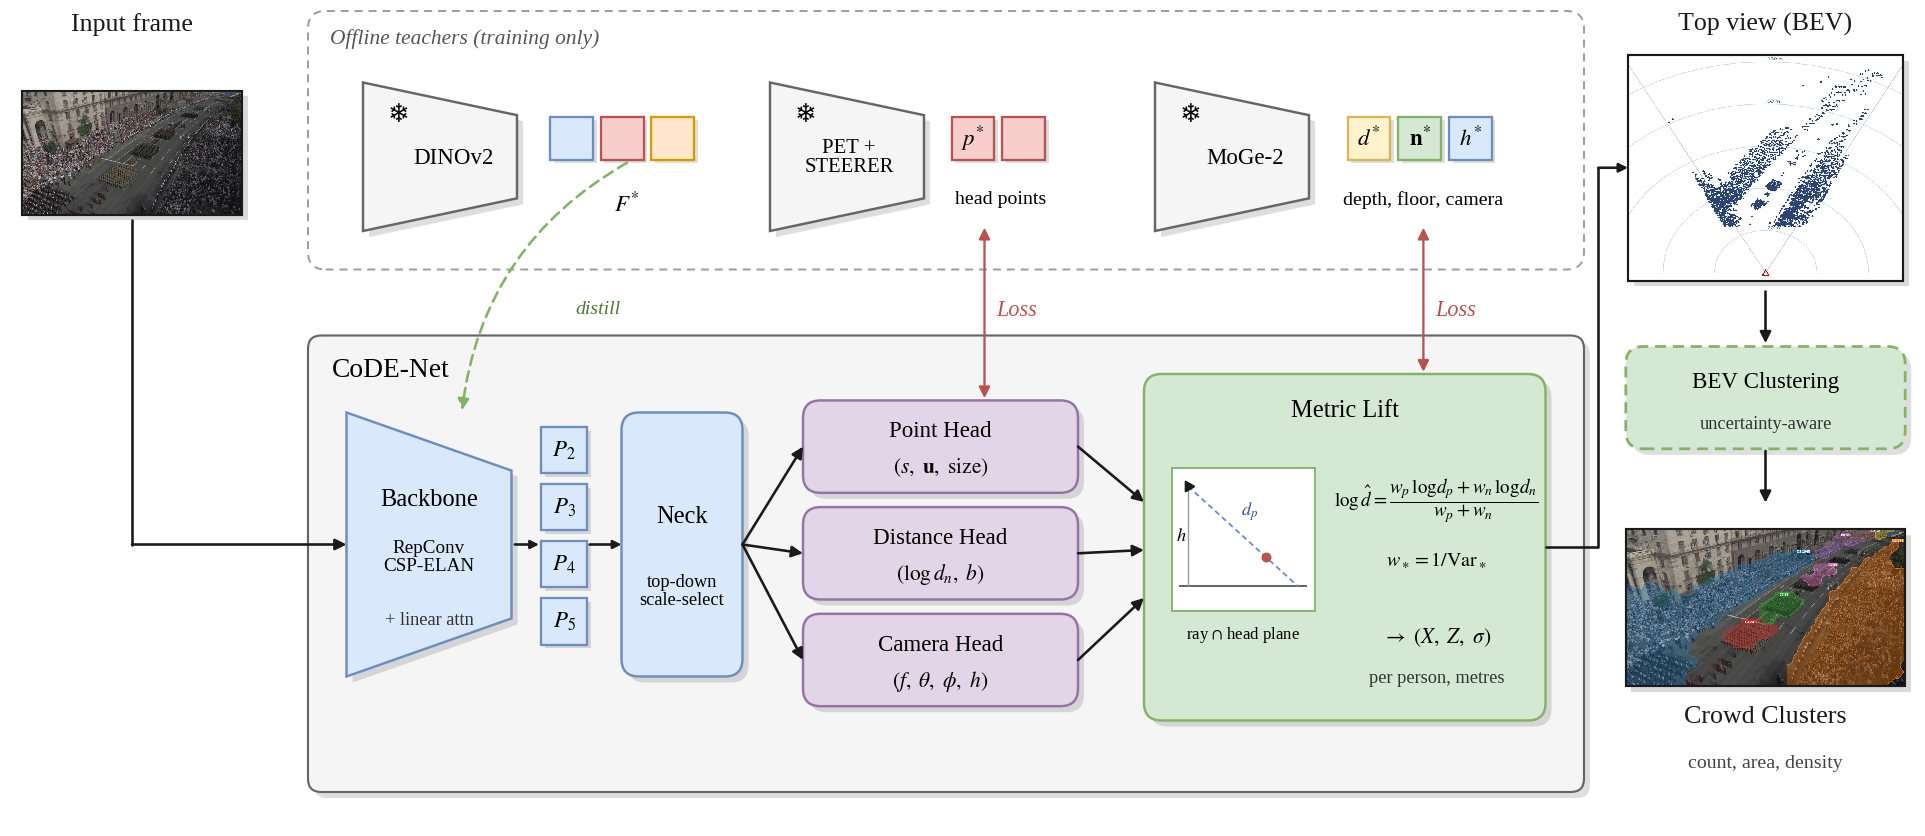 Input frame
Offline teachers (training only)
Top view (BEV)
DINOv2
F*
PET +
STEERER
p*
head points
MoGe-2
d* n* h*
depth, floor, camera
distill
Loss
Loss
CoDE-Net
Backbone
RepConv
CSP-ELAN
+ linear attn
P2
P3
P4
P5
Neck
top-down
scale-select
Point Head
(s, u, size)
Distance Head
(log dn, b)
Camera Head
(f, θ, ϕ, h)
Metric Lift
h
dp
ray ∩ head plane
log d̂ = (wp log dp + wn log dn) / (wp + wn)
w* = 1/Var*
→ (X, Z, σ)
per person, metres
BEV Clustering
uncertainty-aware
Crowd Clusters
count, area, density